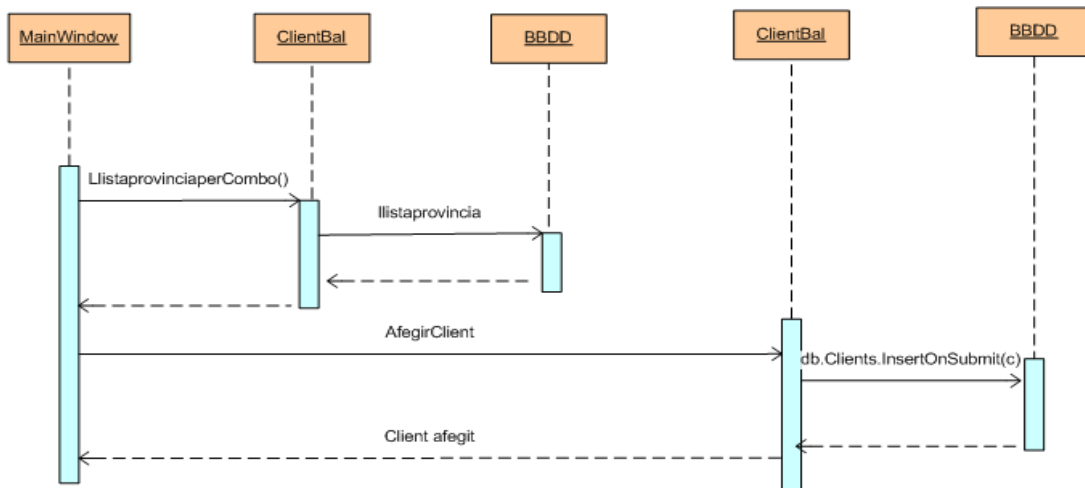 MainWindow
ClientBal
BBDD
ClientBal
BBDD
LlistaprovinciaperCombo()
llistaprovincia
AfegirClient
db.Clients.InsertOnSubmit(c)
Client afegit